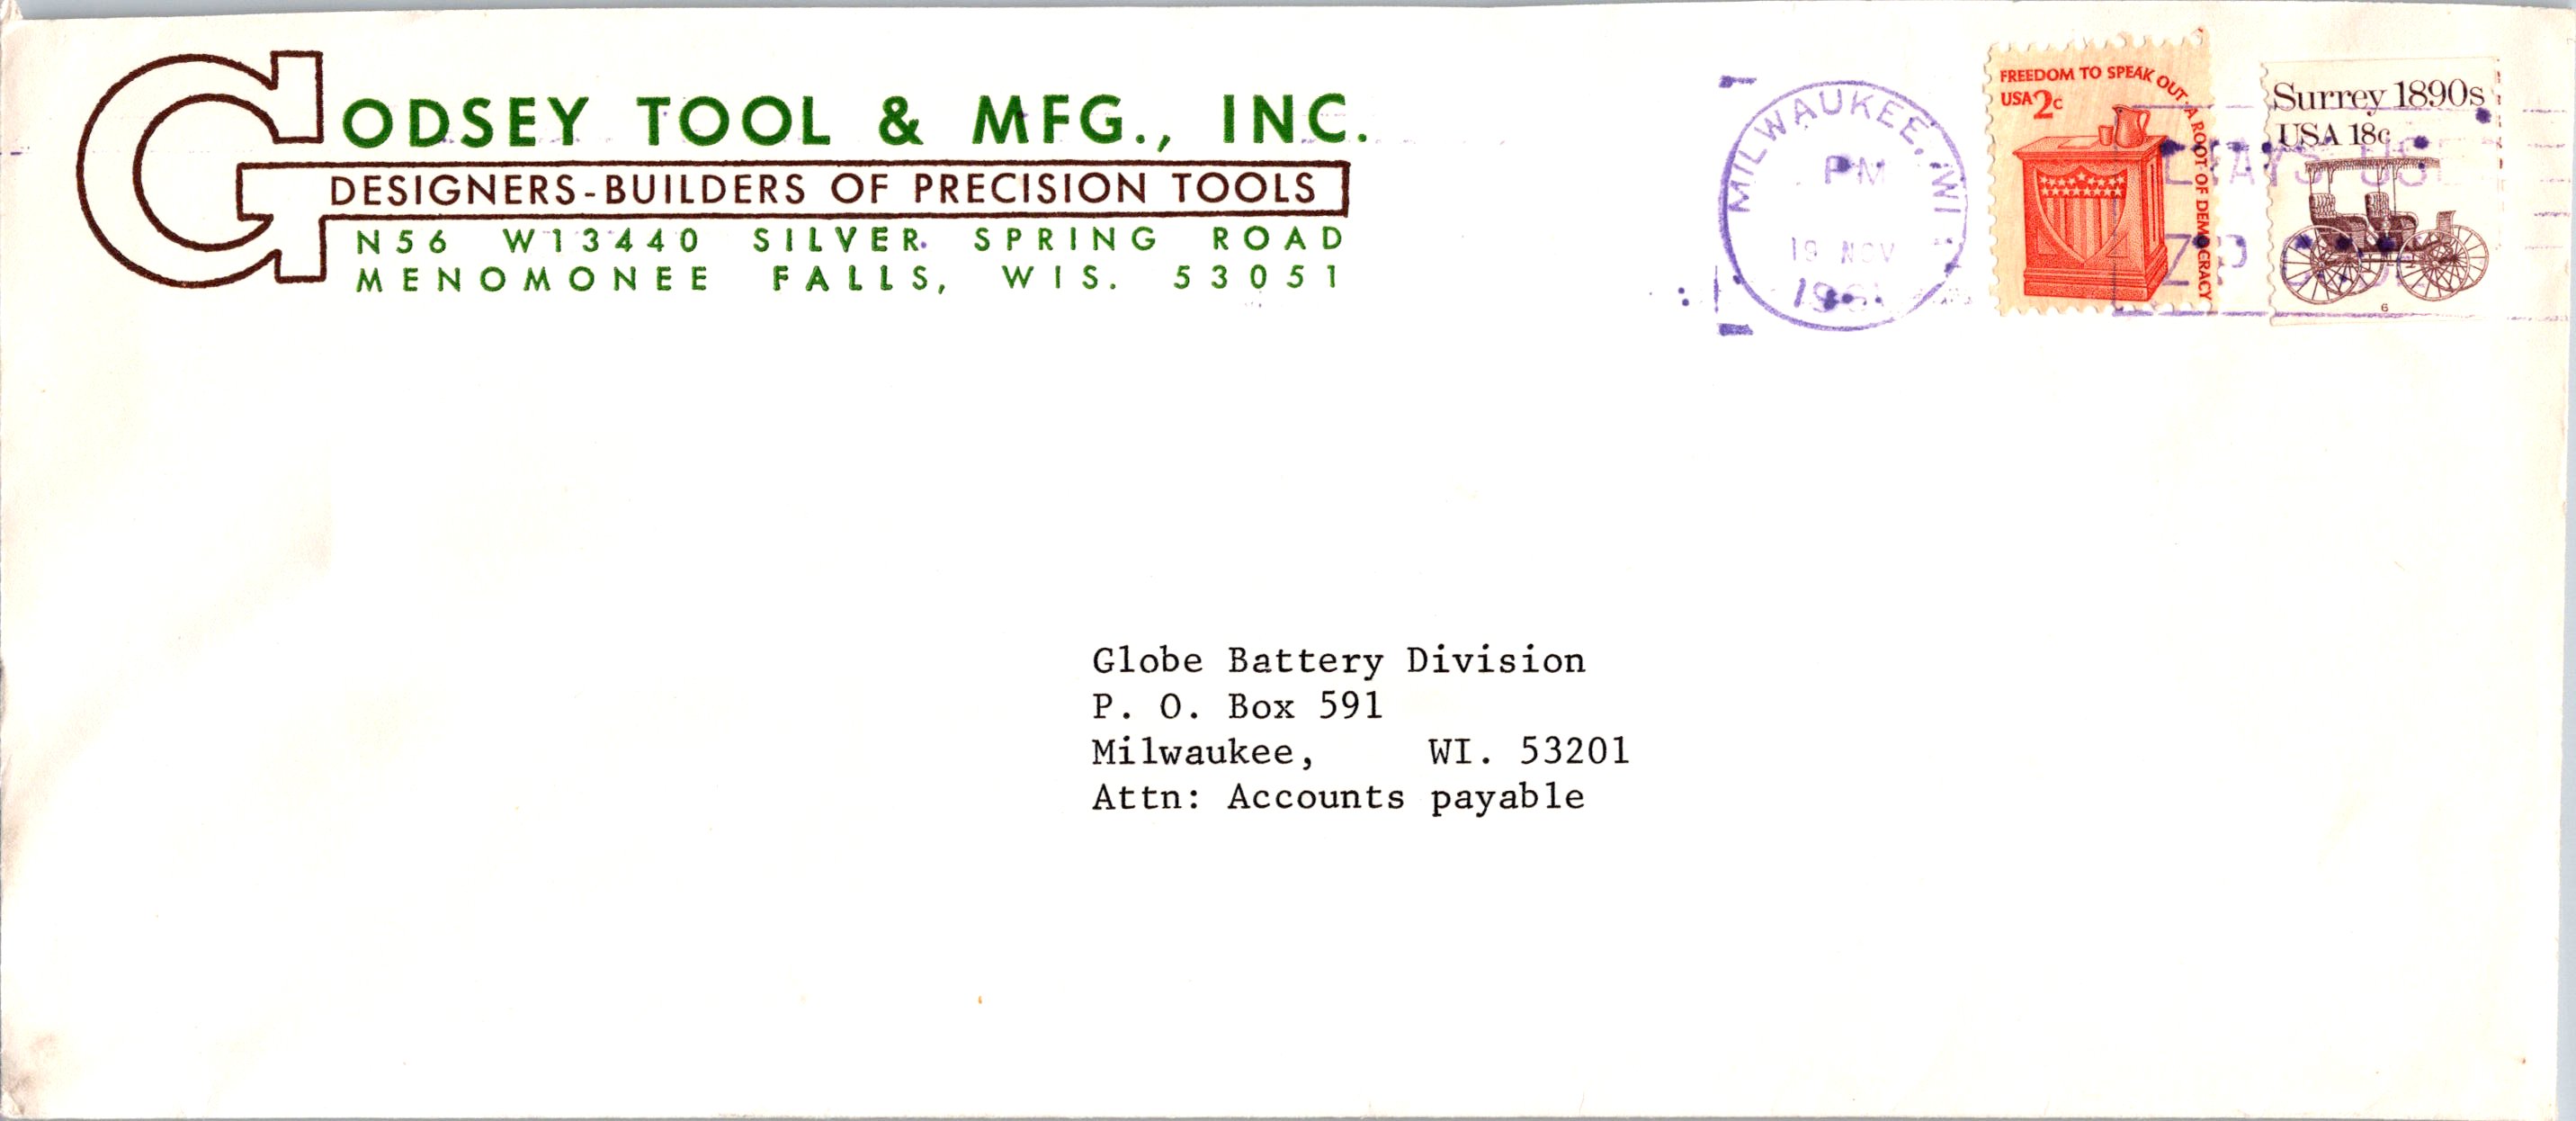 GODSEY TOOL & MFG., INC.
DESIGNERS-BUILDERS OF PRECISION TOOLS
N56 W13440 SILVER SPRING ROAD
MENOMONEE FALLS, WIS. 53051
MILWAUKEE, WI
PM
19 NOV
FREEDOM TO SPEAK OUT-A ROOT OF DEMOCRACY
USA 2c
Surrey 1890s
USA 18c
6
Globe Battery Division
P. O. Box 591
Milwaukee, WI. 53201
Attn: Accounts payable